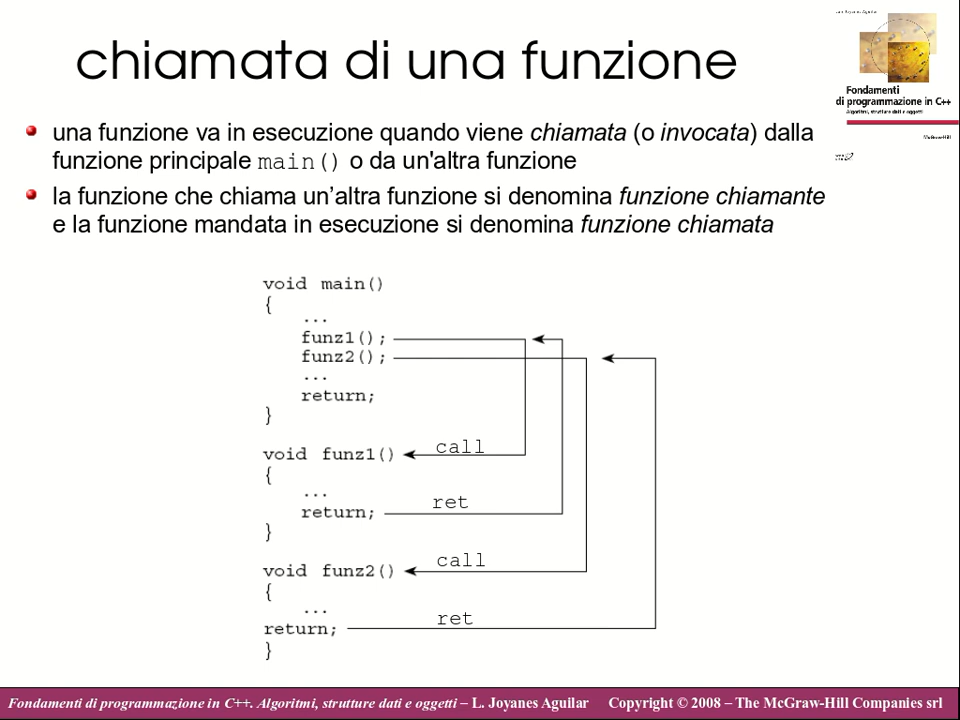 chiamata di una funzione
Fondamenti
di programmazione in C++
Algoritmi, strutture dati e oggetti
McGraw-Hill
una funzione va in esecuzione quando viene chiamata (o invocata) dalla
funzione principale main() o da un'altra funzione
la funzione che chiama un’altra funzione si denomina funzione chiamante
e la funzione mandata in esecuzione si denomina funzione chiamata
void main()
{
...
funz1();
funz2();
...
return;
}
void funz1() call
{
...
return; ret
}
void funz2() call
{
...
return; ret
}
Fondamenti di programmazione in C++. Algoritmi, strutture dati e oggetti – L. Joyanes Aguilar Copyright © 2008 – The McGraw-Hill Companies srl